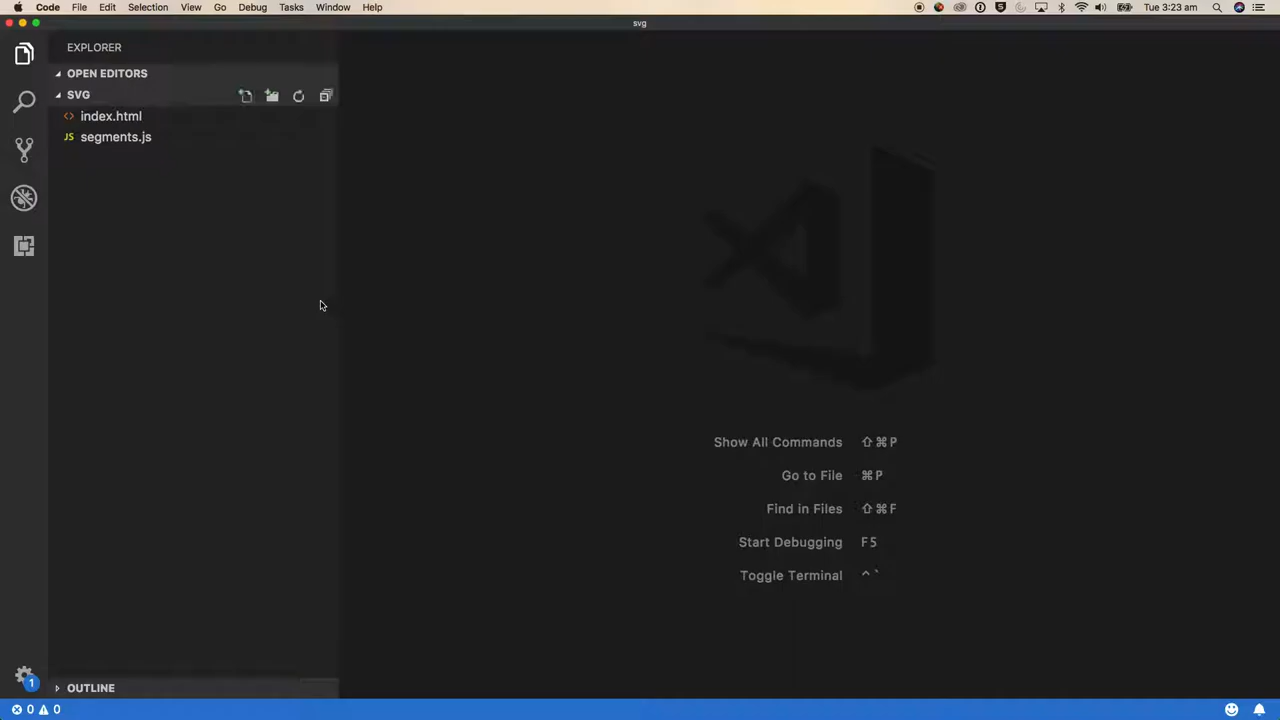 Code File Edit Selection View Go Debug Tasks Window Help
5
Tue 3:23 am
svg
EXPLORER
OPEN EDITORS
SVG
<> index.html
JS segments.js
Show All Commands ⇧⌘P
Go to File ⌘P
Find in Files ⇧⌘F
Start Debugging F5
Toggle Terminal ^`
1
OUTLINE
0 0